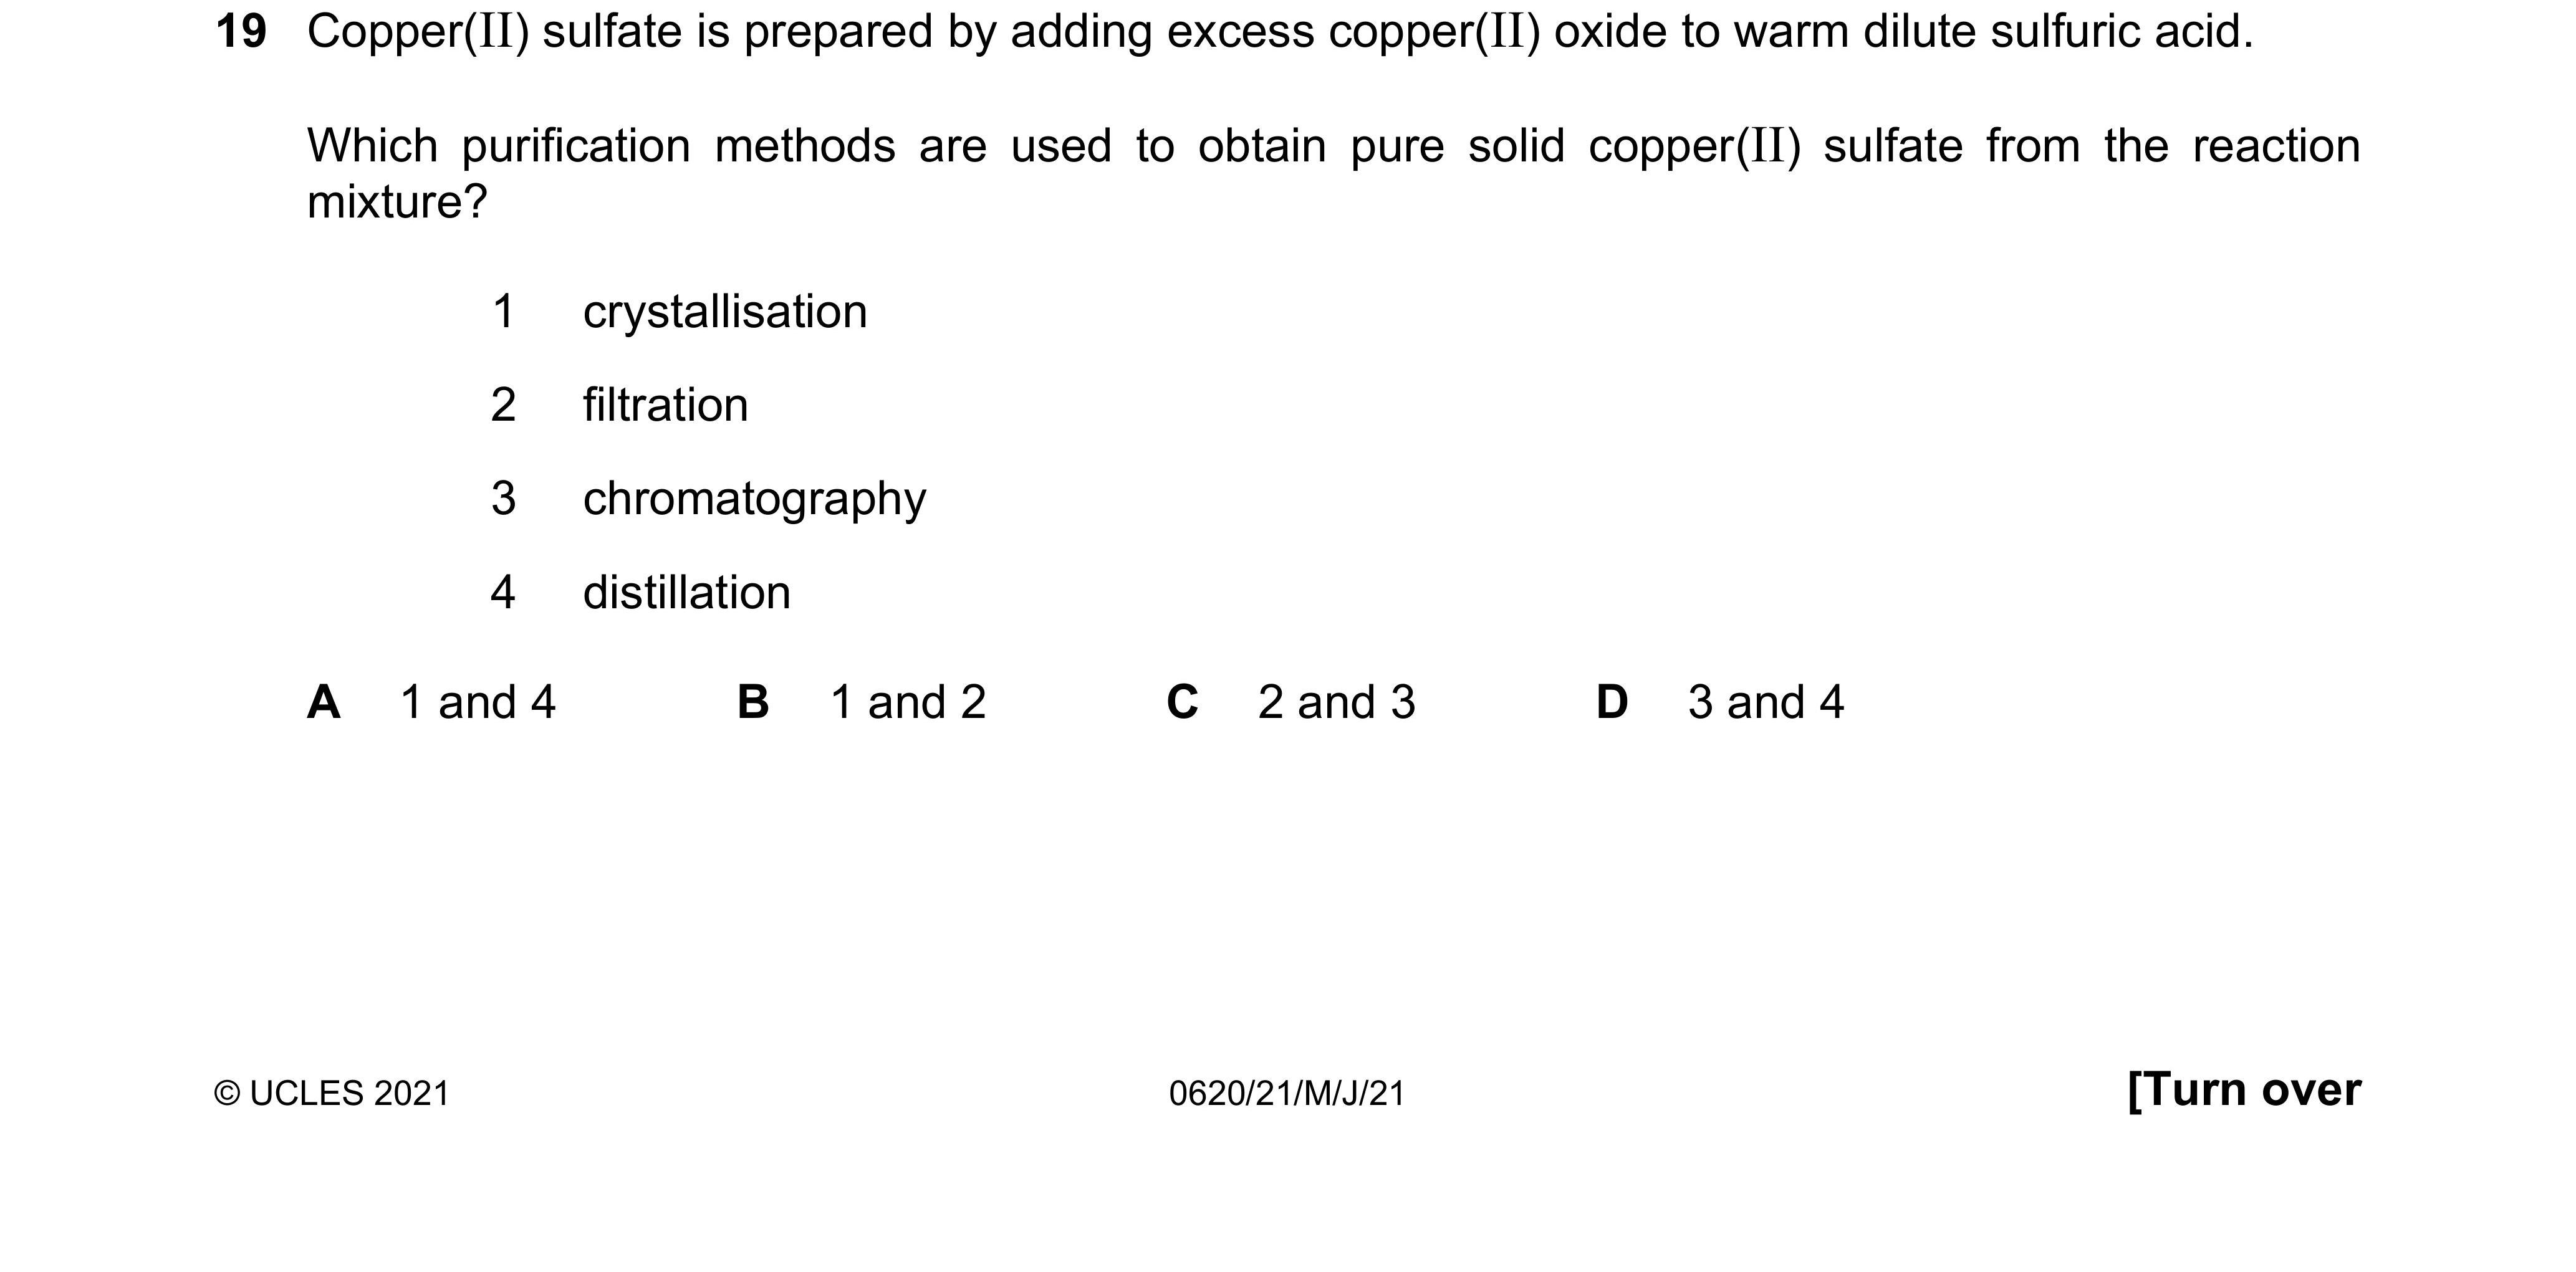 19 Copper(II) sulfate is prepared by adding excess copper(II) oxide to warm dilute sulfuric acid.
Which purification methods are used to obtain pure solid copper(II) sulfate from the reaction
mixture?
1 crystallisation
2 filtration
3 chromatography
4 distillation
A 1 and 4 B 1 and 2 C 2 and 3 D 3 and 4
© UCLES 2021 0620/21/M/J/21 [Turn over